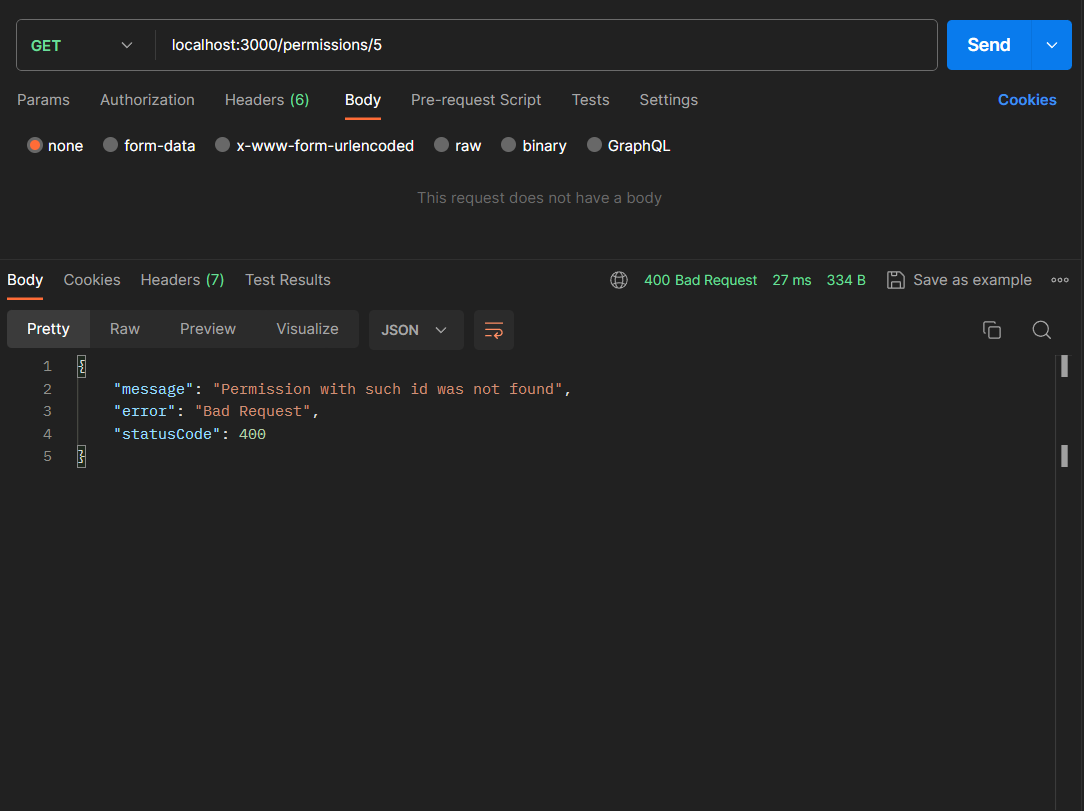 GET localhost:3000/permissions/5 Send
Params Authorization Headers (6) Body Pre-request Script Tests Settings Cookies
none form-data x-www-form-urlencoded raw binary GraphQL
This request does not have a body
Body Cookies Headers (7) Test Results 400 Bad Request 27 ms 334 B Save as example
Pretty Raw Preview Visualize JSON
1 {
2 "message": "Permission with such id was not found",
3 "error": "Bad Request",
4 "statusCode": 400
5 }